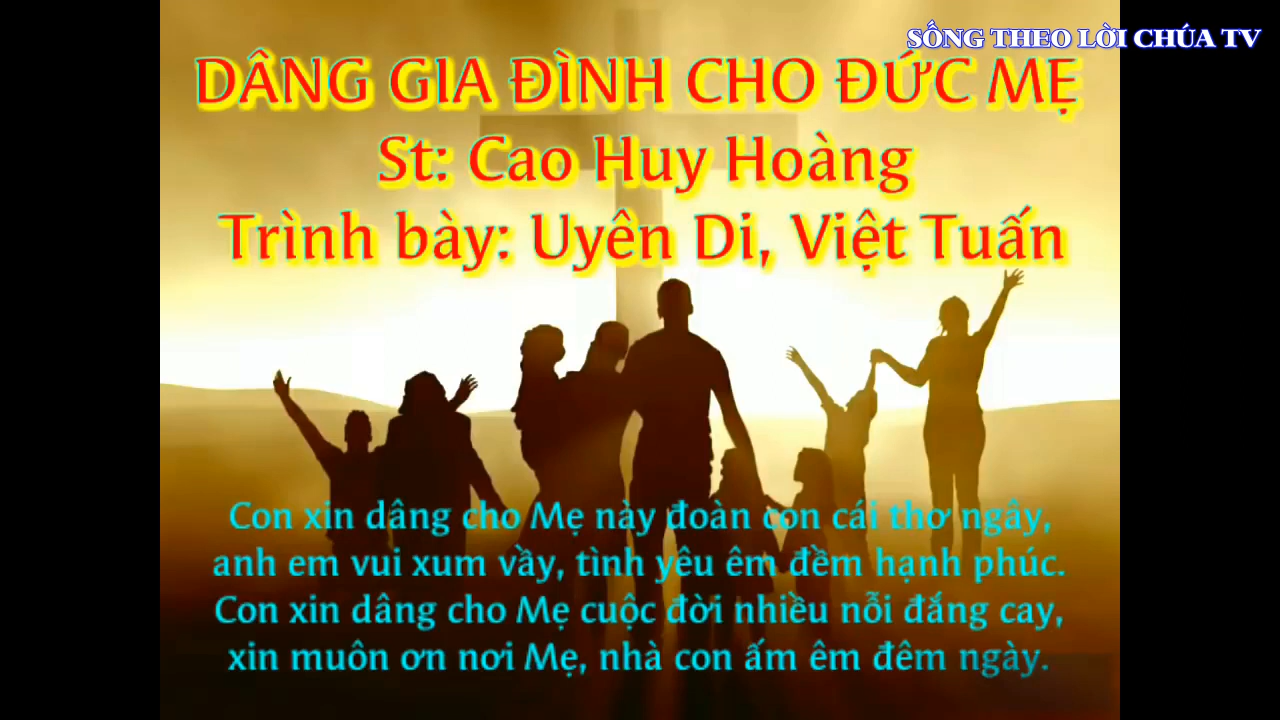 SỐNG THEO LỜI CHÚA TV
DÂNG GIA ĐÌNH CHO ĐỨC MẸ
St: Cao Huy Hoàng
Trình bày: Uyên Di, Việt Tuấn
Con xin dâng cho Mẹ này đoàn con cái thơ ngây,
anh em vui xum vầy, tình yêu êm đềm hạnh phúc.
Con xin dâng cho Mẹ cuộc đời nhiều nỗi đắng cay,
xin muôn ơn nơi Mẹ, nhà con ấm êm đêm ngày.